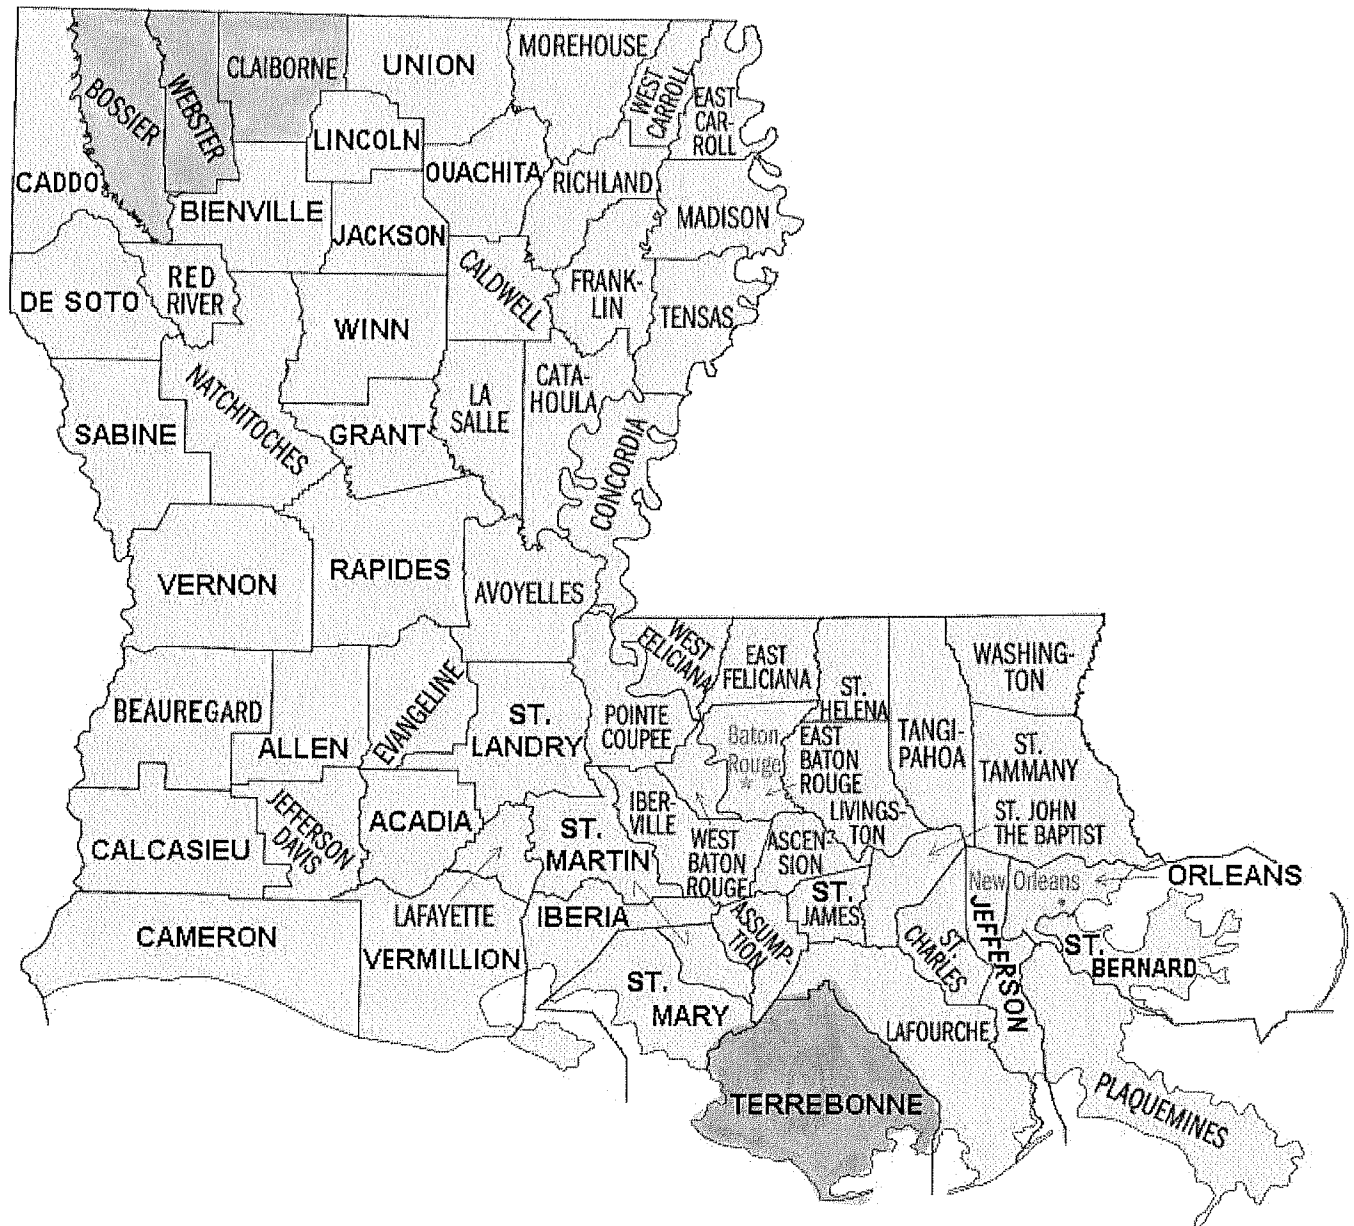 MOREHOUSE
CLAIBORNE
UNION
WEST
CARROLL
EAST
CAR-
ROLL
BOSSIER
WEBSTER
LINCOLN
OUACHITA
RICHLAND
CADDO
BIENVILLE
JACKSON
MADISON
RED
RIVER
CALDWELL
FRANK-
LIN
DE SOTO
WINN
TENSAS
NATCHITOCHES
LA
SALLE
CATA-
HOULA
SABINE
GRANT
CONCORDIA
VERNON
RAPIDES
AVOYELLES
WEST
FELICIANA
EAST
FELICIANA
ST.
HELENA
WASHING-
TON
BEAUREGARD
ALLEN
EVANGELINE
ST.
LANDRY
POINTE
COUPEE
Baton
Rouge
*
EAST
BATON
ROUGE
TANGI-
PAHOA
ST.
TAMMANY
JEFFERSON
DAVIS
ACADIA
IBER-
VILLE
LIVINGS-
TON
ST. JOHN
THE BAPTIST
CALCASIEU
ST.
MARTIN
WEST
BATON
ROUGE
ASCEN-
SION
New Orleans
*
ORLEANS
LAFAYETTE
IBERIA
ASSUMP-
TION
ST.
JAMES
ST.
CHARLES
JEFFERSON
ST.
BERNARD
CAMERON
VERMILLION
ST.
MARY
LAFOURCHE
TERREBONNE
PLAQUEMINES